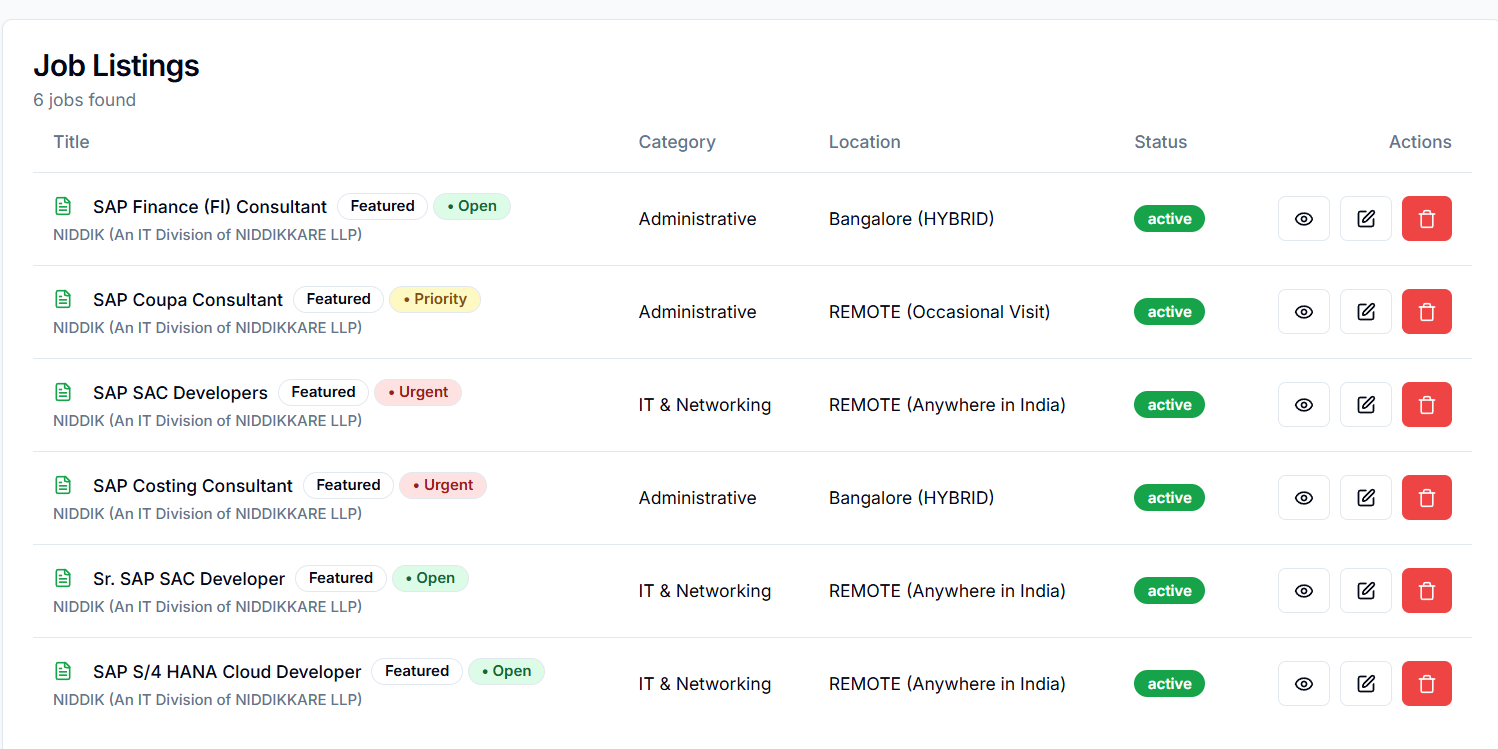 Job Listings
6 jobs found
Title Category Location Status Actions
SAP Finance (FI) Consultant Featured • Open
NIDDIK (An IT Division of NIDDIKKARE LLP)
Administrative Bangalore (HYBRID) active
SAP Coupa Consultant Featured • Priority
NIDDIK (An IT Division of NIDDIKKARE LLP)
Administrative REMOTE (Occasional Visit) active
SAP SAC Developers Featured • Urgent
NIDDIK (An IT Division of NIDDIKKARE LLP)
IT & Networking REMOTE (Anywhere in India) active
SAP Costing Consultant Featured • Urgent
NIDDIK (An IT Division of NIDDIKKARE LLP)
Administrative Bangalore (HYBRID) active
Sr. SAP SAC Developer Featured • Open
NIDDIK (An IT Division of NIDDIKKARE LLP)
IT & Networking REMOTE (Anywhere in India) active
SAP S/4 HANA Cloud Developer Featured • Open
NIDDIK (An IT Division of NIDDIKKARE LLP)
IT & Networking REMOTE (Anywhere in India) active